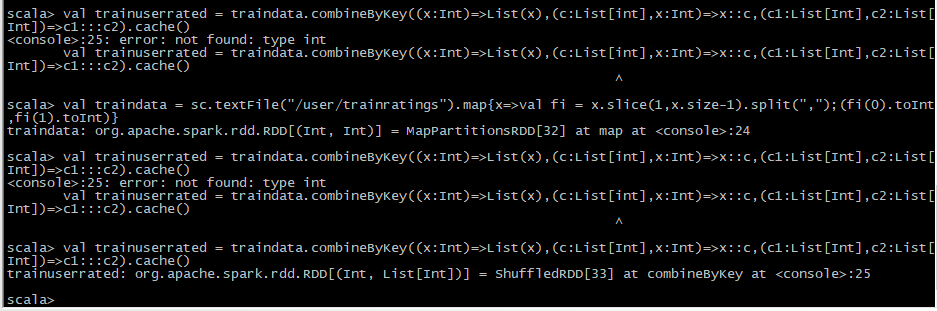 scala> val trainuserrated = traindata.combineByKey((x:Int)=>List(x),(c:List[int],x:Int)=>x::c,(c1:List[Int],c2:List[
Int])=>c1:::c2).cache()
<console>:25: error: not found: type int
       val trainuserrated = traindata.combineByKey((x:Int)=>List(x),(c:List[int],x:Int)=>x::c,(c1:List[Int],c2:List[
Int])=>c1:::c2).cache()
^
scala> val traindata = sc.textFile("/user/trainratings").map{x=>val fi = x.slice(1,x.size-1).split(",");(fi(0).toInt
,fi(1).toInt)}
traindata: org.apache.spark.rdd.RDD[(Int, Int)] = MapPartitionsRDD[32] at map at <console>:24
scala> val trainuserrated = traindata.combineByKey((x:Int)=>List(x),(c:List[int],x:Int)=>x::c,(c1:List[Int],c2:List[
Int])=>c1:::c2).cache()
<console>:25: error: not found: type int
       val trainuserrated = traindata.combineByKey((x:Int)=>List(x),(c:List[int],x:Int)=>x::c,(c1:List[Int],c2:List[
Int])=>c1:::c2).cache()
^
scala> val trainuserrated = traindata.combineByKey((x:Int)=>List(x),(c:List[Int],x:Int)=>x::c,(c1:List[Int],c2:List[
Int])=>c1:::c2).cache()
trainuserrated: org.apache.spark.rdd.RDD[(Int, List[Int])] = ShuffledRDD[33] at combineByKey at <console>:25
scala>